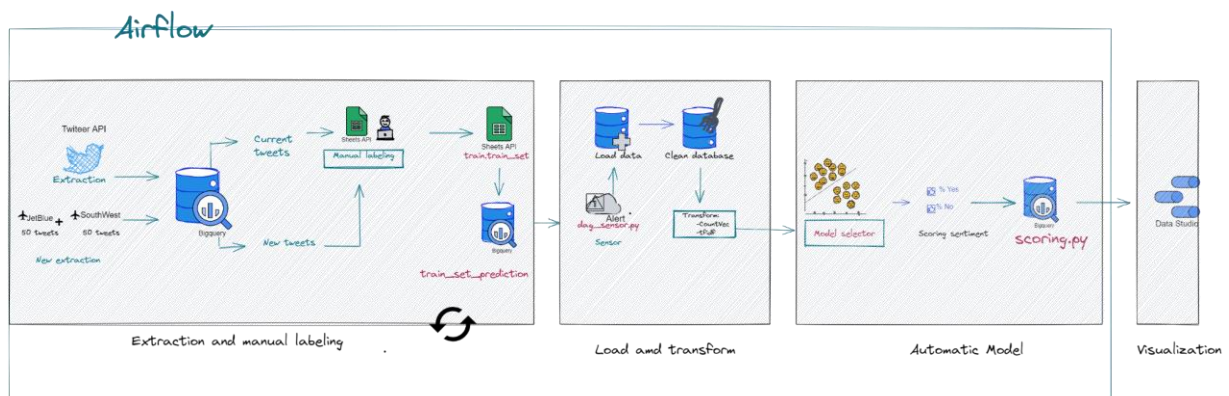 Airflow
Twiteer API
Extraction
JetBlue
+
SouthWest
50 tweets
50 tweets
New extraction
Bigquery
Current
tweets
New tweets
Sheets API
Manual labeling
Sheets API
train.train_set
Bigquery
train_set_prediction
Extraction and manual labeling
Load data
Clean database
Alert
dag_sensor.py
Sensor
Transform:
-CountVec
-tfidf
Load amd transform
Model selector
% Yes
% No
Scoring sentiment
Bigquery
scoring.py
Automatic Model
Data Studio
Visualization